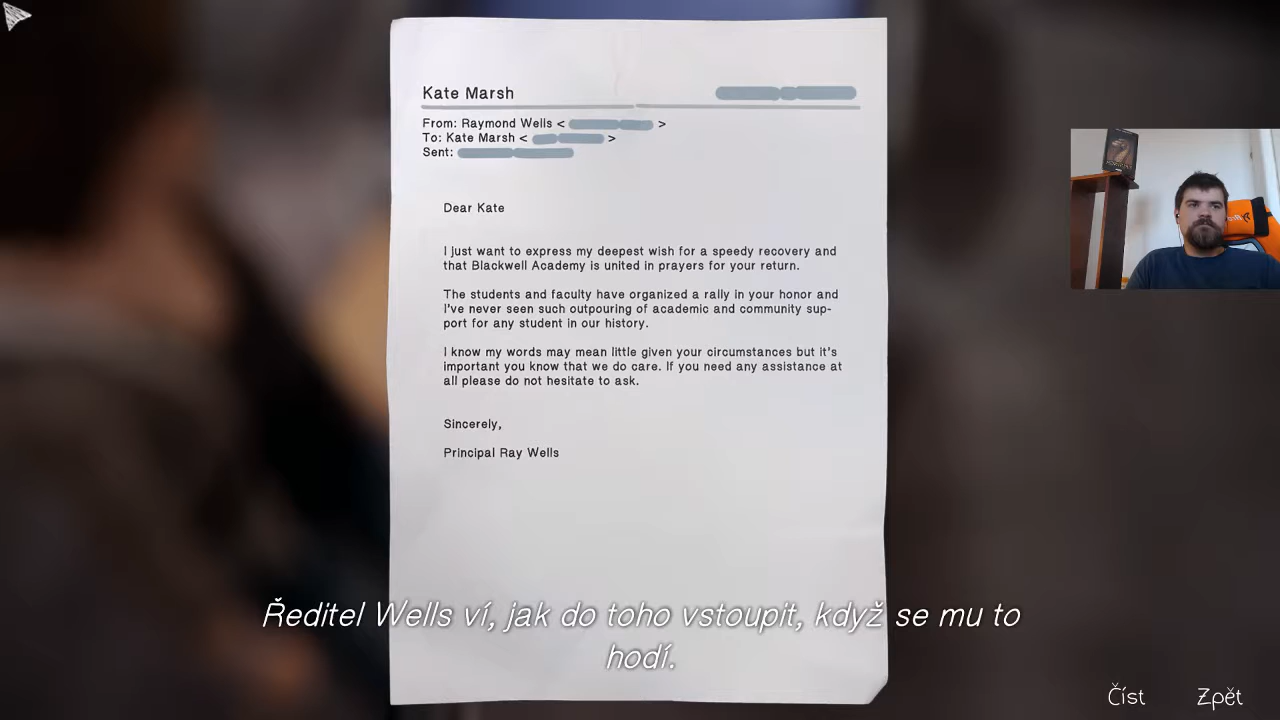 Kate Marsh
From: Raymond Wells < >
To: Kate Marsh < >
Sent:
Dear Kate
I just want to express my deepest wish for a speedy recovery and
that Blackwell Academy is united in prayers for your return.
The students and faculty have organized a rally in your honor and
I've never seen such outpouring of academic and community sup-
port for any student in our history.
I know my words may mean little given your circumstances but it's
important you know that we do care. If you need any assistance at
all please do not hesitate to ask.
Sincerely,
Principal Ray Wells
Ředitel Wells ví, jak do toho vstoupit, když se mu to
hodí.
Číst Zpět